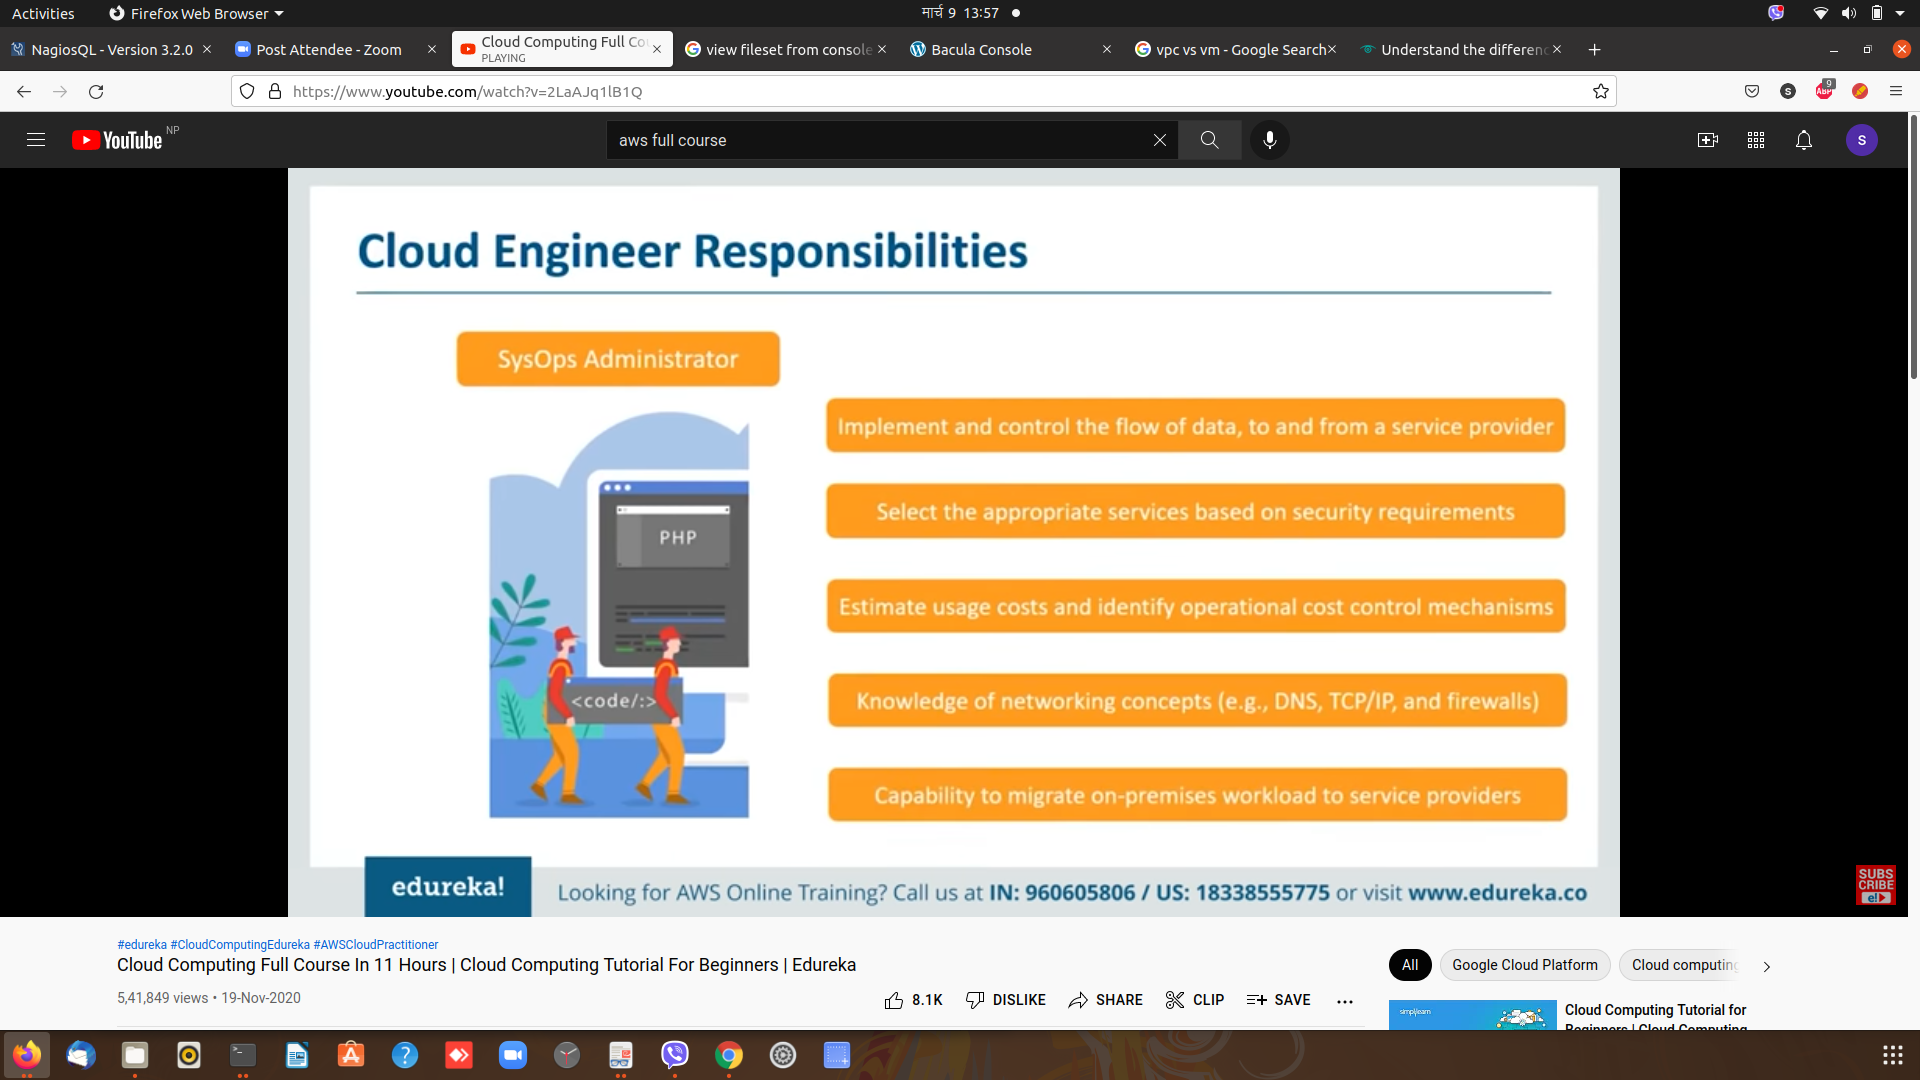 Activities
Firefox Web Browser
मार्च 9 13:57
NagiosQL - Version 3.2.0
Post Attendee - Zoom
Cloud Computing Full Co
PLAYING
view fileset from console
Bacula Console
vpc vs vm - Google Search
Understand the differenc
https://www.youtube.com/watch?v=2LaAJq1lB1Q
S
9
ABP
YouTube NP
aws full course
S
Cloud Engineer Responsibilities
SysOps Administrator
Implement and control the flow of data, to and from a service provider
Select the appropriate services based on security requirements
PHP
Estimate usage costs and identify operational cost control mechanisms
<code/:>
Knowledge of networking concepts (e.g., DNS, TCP/IP, and firewalls)
Capability to migrate on-premises workload to service providers
edureka!
Looking for AWS Online Training? Call us at IN: 960605806 / US: 18338555775 or visit www.edureka.co
SUBS
CRIBE
e!
#edureka #CloudComputingEdureka #AWSCloudPractitioner
Cloud Computing Full Course In 11 Hours | Cloud Computing Tutorial For Beginners | Edureka
5,41,849 views • 19-Nov-2020
8.1K
DISLIKE
SHARE
CLIP
SAVE
All
Google Cloud Platform
Cloud computing
simplilearn
Cloud Computing Tutorial for
Beginners | Cloud Computing